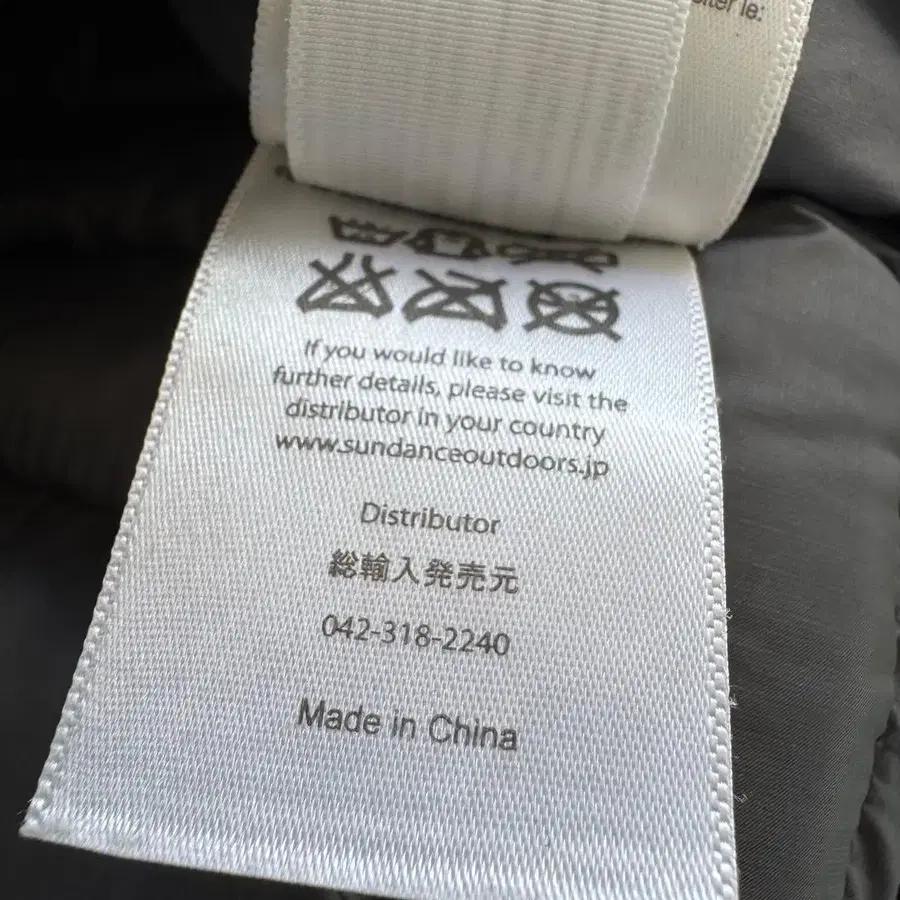 If you would like to know
further details, please visit the
distributor in your country
www.sundanceoutdoors.jp
Distributor
総輸入発売元
042-318-2240
Made in China